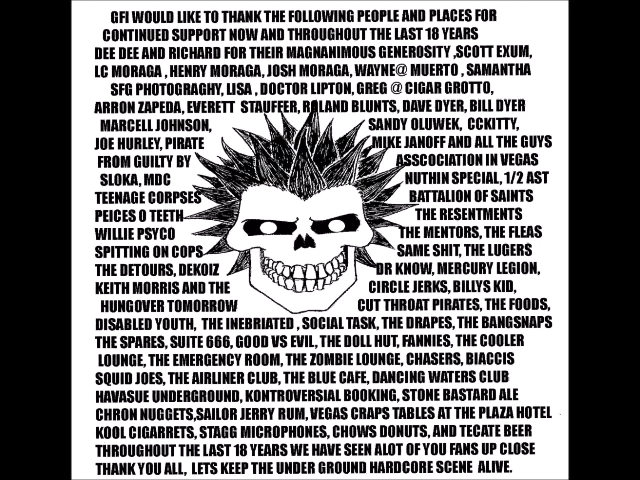 GFI WOULD LIKE TO THANK THE FOLLOWING PEOPLE AND PLACES FOR
CONTINUED SUPPORT NOW AND THROUGHOUT THE LAST 18 YEARS
DEE DEE AND RICHARD FOR THEIR MAGNANIMOUS GENEROSITY ,SCOTT EXUM,
LC MORAGA , HENRY MORAGA, JOSH MORAGA, WAYNE@ MUERTO , SAMANTHA
SFG PHOTOGRAGHY, LISA , DOCTOR LIPTON, GREG @ CIGAR GROTTO,
ARRON ZAPEDA, EVERETT STAUFFER, ROLAND BLUNTS, DAVE DYER, BILL DYER
MARCELL JOHNSON, SANDY OLUWEK, CCKITTY,
JOE HURLEY, PIRATE MIKE JANOFF AND ALL THE GUYS
FROM GUILTY BY ASSCOCIATION IN VEGAS
SLOKA, MDC NUTHIN SPECIAL, 1/2 AST
TEENAGE CORPSES BATTALION OF SAINTS
PEICES O TEETH THE RESENTMENTS
WILLIE PSYCO THE MENTORS, THE FLEAS
SPITTING ON COPS SAME SHIT, THE LUGERS
THE DETOURS, DEKOIZ DR KNOW, MERCURY LEGION,
KEITH MORRIS AND THE CIRCLE JERKS, BILLYS KID,
HUNGOVER TOMORROW CUT THROAT PIRATES, THE FOODS,
DISABLED YOUTH, THE INEBRIATED , SOCIAL TASK, THE DRAPES, THE BANGSNAPS
THE SPARES, SUITE 666, GOOD VS EVIL, THE DOLL HUT, FANNIES, THE COOLER
LOUNGE, THE EMERGENCY ROOM, THE ZOMBIE LOUNGE, CHASERS, BIACCIS
SQUID JOES, THE AIRLINER CLUB, THE BLUE CAFE, DANCING WATERS CLUB
HAVASUE UNDERGROUND, KONTROVERSIAL BOOKING, STONE BASTARD ALE
CHRON NUGGETS,SAILOR JERRY RUM, VEGAS CRAPS TABLES AT THE PLAZA HOTEL
KOOL CIGARRETS, STAGG MICROPHONES, CHOWS DONUTS, AND TECATE BEER
THROUGHOUT THE LAST 18 YEARS WE HAVE SEEN ALOT OF YOU FANS UP CLOSE
THANK YOU ALL, LETS KEEP THE UNDER GROUND HARDCORE SCENE ALIVE.